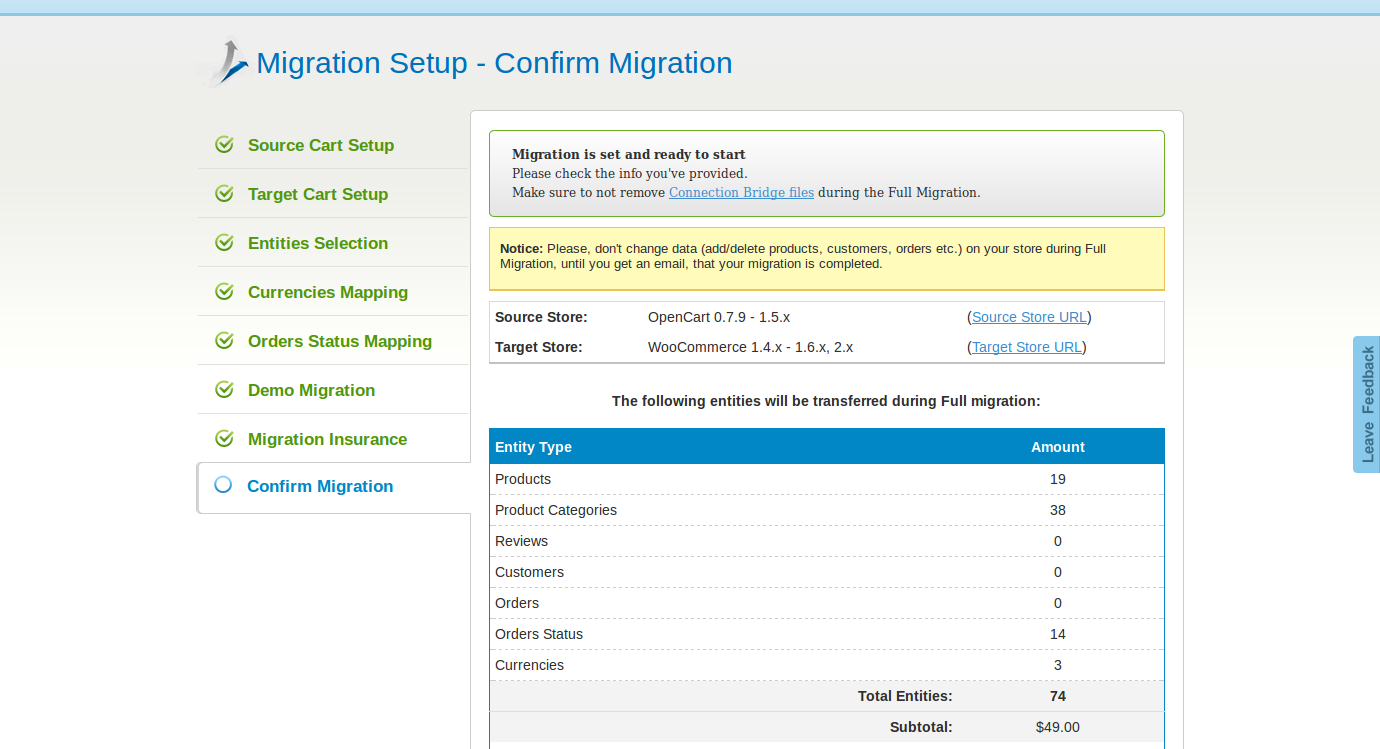 Migration Setup - Confirm Migration
Source Cart Setup
Target Cart Setup
Entities Selection
Currencies Mapping
Orders Status Mapping
Demo Migration
Migration Insurance
Confirm Migration
Migration is set and ready to start
Please check the info you've provided.
Make sure to not remove Connection Bridge files during the Full Migration.
Notice: Please, don't change data (add/delete products, customers, orders etc.) on your store during Full
Migration, until you get an email, that your migration is completed.
Source Store: OpenCart 0.7.9 - 1.5.x (Source Store URL)
Target Store: WooCommerce 1.4.x - 1.6.x, 2.x (Target Store URL)
The following entities will be transferred during Full migration:
Entity Type Amount
Products 19
Product Categories 38
Reviews 0
Customers 0
Orders 0
Orders Status 14
Currencies 3
Total Entities: 74
Subtotal: $49.00
Leave Feedback